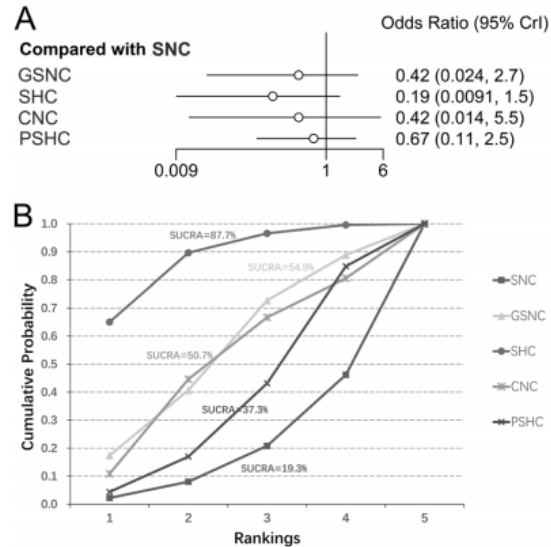 A
Odds Ratio (95% CrI)
Compared with SNC
GSNC 0.42 (0.024, 2.7)
SHC 0.19 (0.0091, 1.5)
CNC 0.42 (0.014, 5.5)
PSHC 0.67 (0.11, 2.5)
0.009 1 6
B
Cumulative Probability
1.0
0.9
0.8
0.7
0.6
0.5
0.4
0.3
0.2
0.1
0.0
SUCRA=87.7%
SUCRA=54.9%
SUCRA=50.7%
SUCRA=37.3%
SUCRA=19.3%
SNC
GSNC
SHC
CNC
PSHC
1 2 3 4 5
Rankings